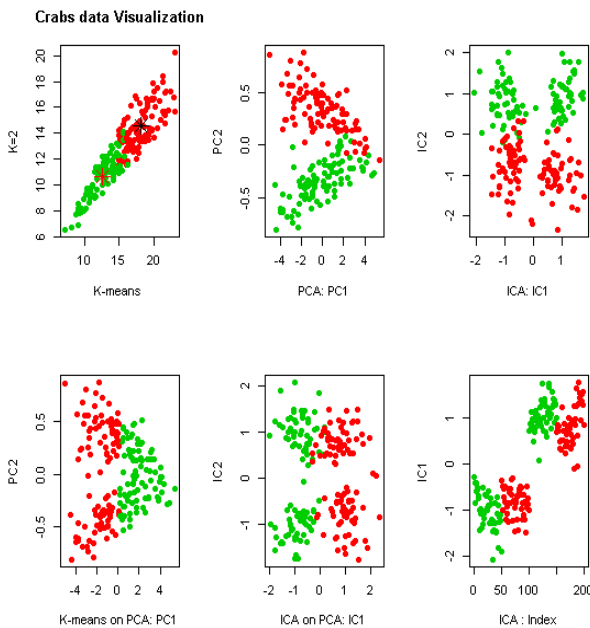 Crabs data Visualization
K=2
20
18
16
14
12
10
8
6
10 15 20
K-means
PC2
0.5
0.0
-0.5
-4 -2 0 2 4
PCA: PC1
IC2
2
1
0
-1
-2
-2 -1 0 1
ICA: IC1
PC2
0.5
0.0
-0.5
-4 -2 0 2 4
K-means on PCA: PC1
IC2
2
1
0
-1
-2 -1 0 1 2
ICA on PCA: IC1
IC1
1
0
-1
-2
0 50 100 200
ICA : Index